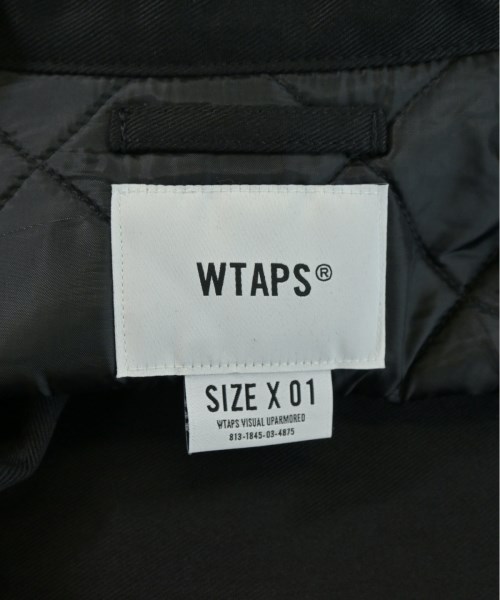 WTAPS®
SIZE X 01
WTAPS VISUAL UPARMORED
813-1845-03-4875